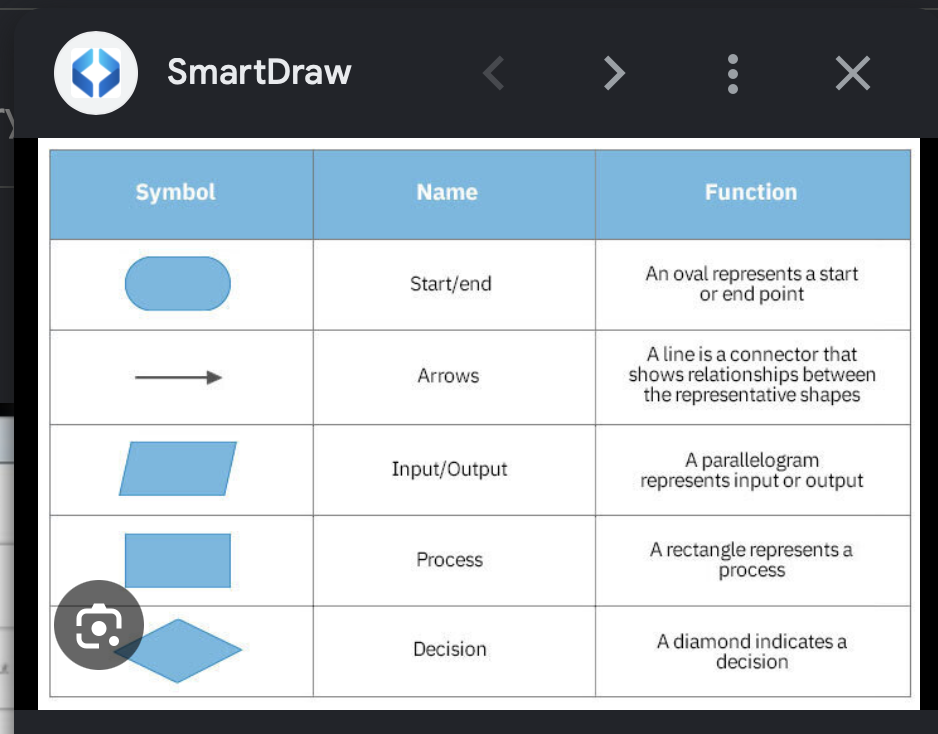 SmartDraw
Symbol Name Function
Start/end
An oval represents a start
or end point
Arrows
A line is a connector that
shows relationships between
the representative shapes
Input/Output
A parallelogram
represents input or output
Process
A rectangle represents a
process
Decision
A diamond indicates a
decision